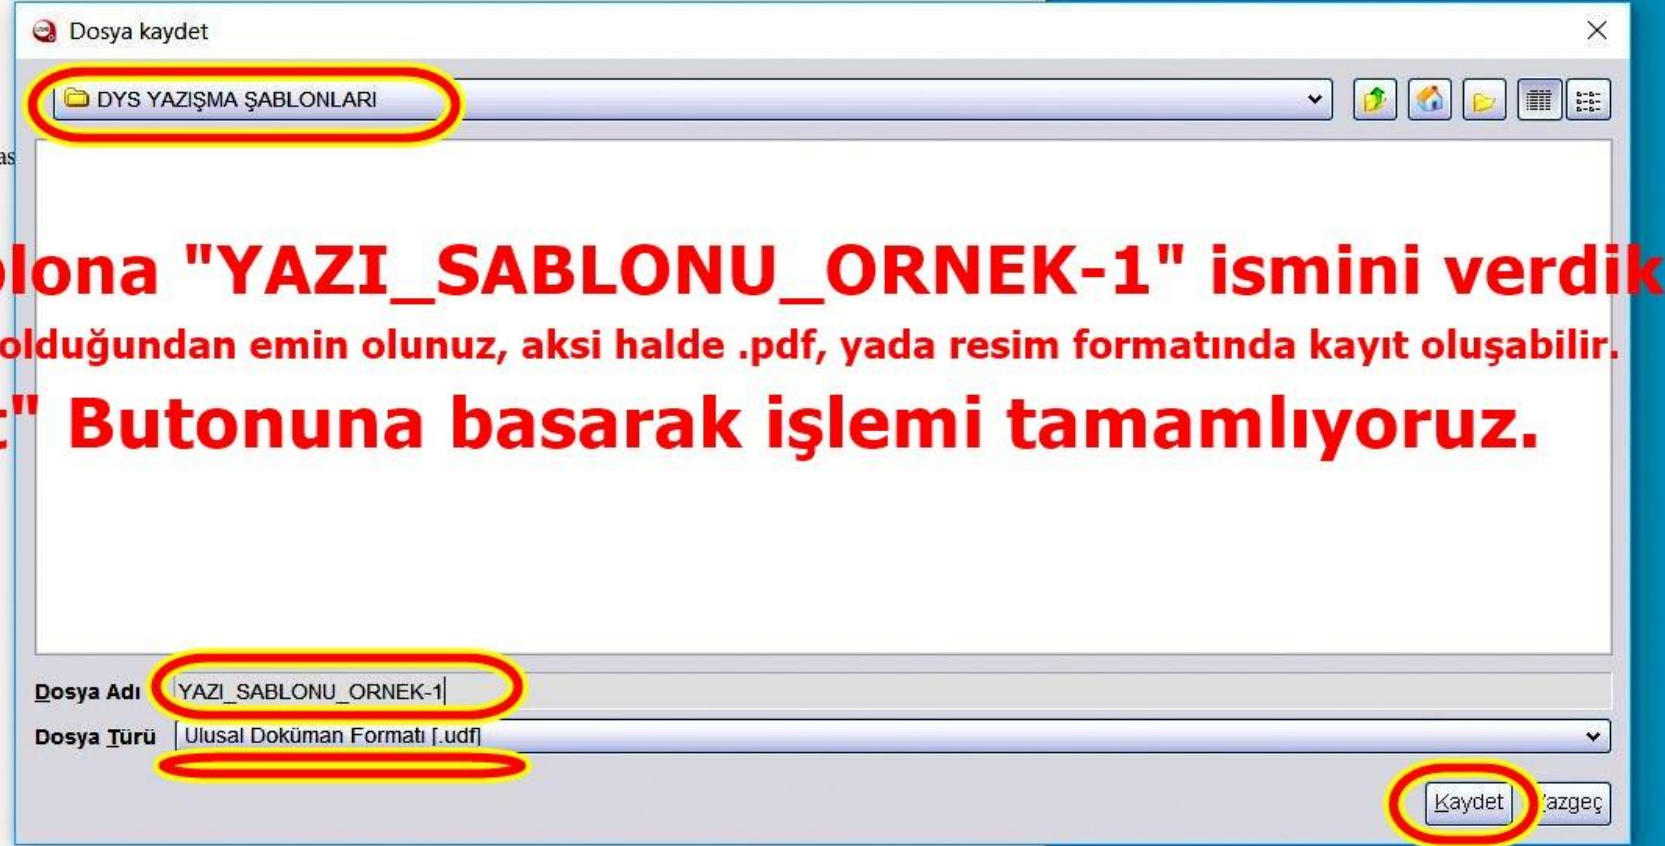 Dosya kaydet
DYS YAZIŞMA ŞABLONLARI
"YAZI_SABLONU_ORNEK-1" ismini verdik
olduğundan emin olunuz, aksi halde .pdf, yada resim formatında kayıt oluşabilir.
Butonuna basarak işlemi tamamlıyoruz.
Dosya Adı YAZI_SABLONU_ORNEK-1
Dosya Türü Ulusal Doküman Formatı [.udf]
Kaydet